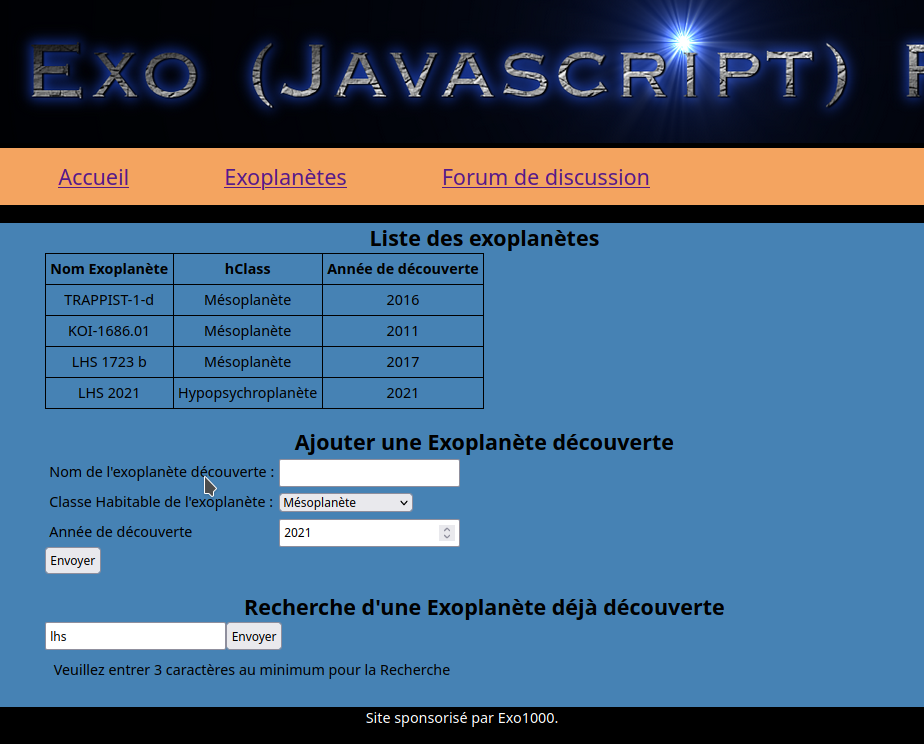 Exo (Javascript)
Accueil Exoplanètes Forum de discussion
Liste des exoplanètes
Nom Exoplanète hClass Année de découverte
TRAPPIST-1-d Mésoplanète 2016
KOI-1686.01 Mésoplanète 2011
LHS 1723 b Mésoplanète 2017
LHS 2021 Hypopsychroplanète 2021
Ajouter une Exoplanète découverte
Nom de l'exoplanète découverte :
Classe Habitable de l'exoplanète : Mésoplanète
Année de découverte 2021
Envoyer
Recherche d'une Exoplanète déjà découverte
lhs Envoyer
Veuillez entrer 3 caractères au minimum pour la Recherche
Site sponsorisé par Exo1000.